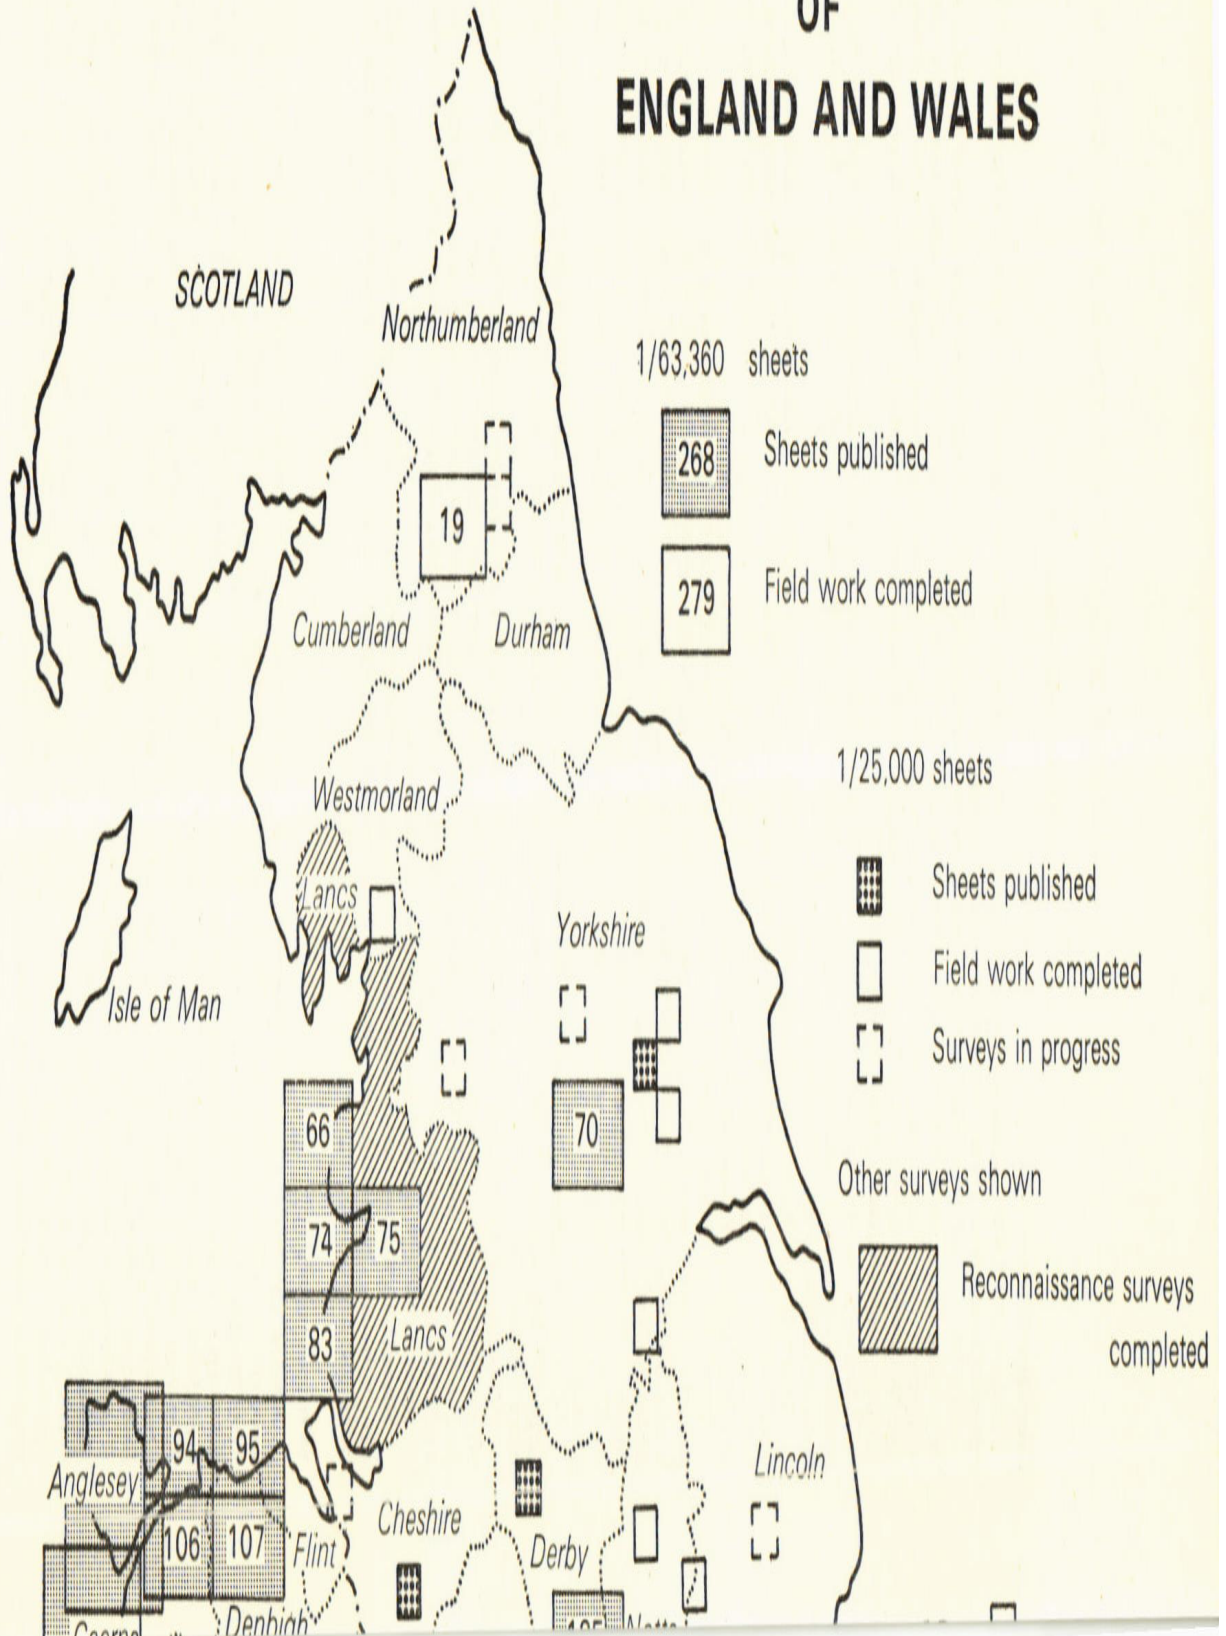 OF
ENGLAND AND WALES
SCOTLAND
Northumberland
1/63,360 sheets
268 Sheets published
19
279 Field work completed
Cumberland
Durham
1/25,000 sheets
Westmorland
Sheets published
Lancs
Yorkshire
Field work completed
Isle of Man
Surveys in progress
66
70
Other surveys shown
74
75
Reconnaissance surveys
completed
83
Lancs
94
95
Lincoln
Anglesey
Cheshire
106
107
Flint
Derby
Denbigh